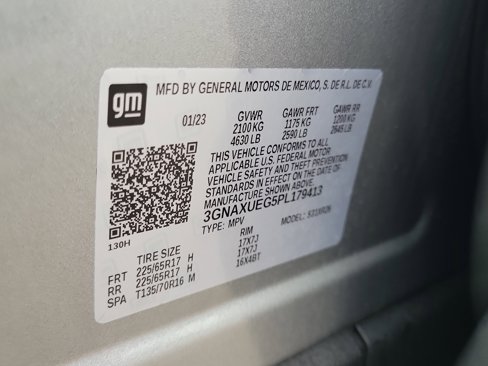 gm
MFD BY GENERAL MOTORS DE MEXICO, S. DE R.L. DE C.V.
01/23 GVWR GAWR FRT GAWR RR
2100 KG 1175 KG 1200 KG
4630 LB 2590 LB 2645 LB
THIS VEHICLE CONFORMS TO ALL
APPLICABLE U.S. FEDERAL MOTOR
VEHICLE SAFETY AND THEFT PREVENTION
STANDARDS IN EFFECT ON THE DATE OF
MANUFACTURE SHOWN ABOVE.
3GNAXUEG5PL179413
TYPE: MPV MODEL:
130H
TIRE SIZE RIM
FRT 225/65R17 H 17X7J
RR 225/65R17 H 17X7J
SPA T135/70R16 M 16X4BT